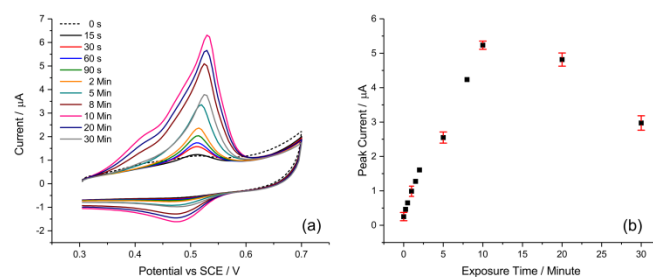 7
6
5
4
3
2
1
0
-1
-2
Current / μA
0 s
15 s
30 s
60 s
90 s
2 Min
5 Min
8 Min
10 Min
20 Min
30 Min
(a)
0.3 0.4 0.5 0.6 0.7
Potential vs SCE / V
6
5
4
3
2
1
0
Peak Current / μA
(b)
0 5 10 15 20 25 30
Exposure Time / Minute